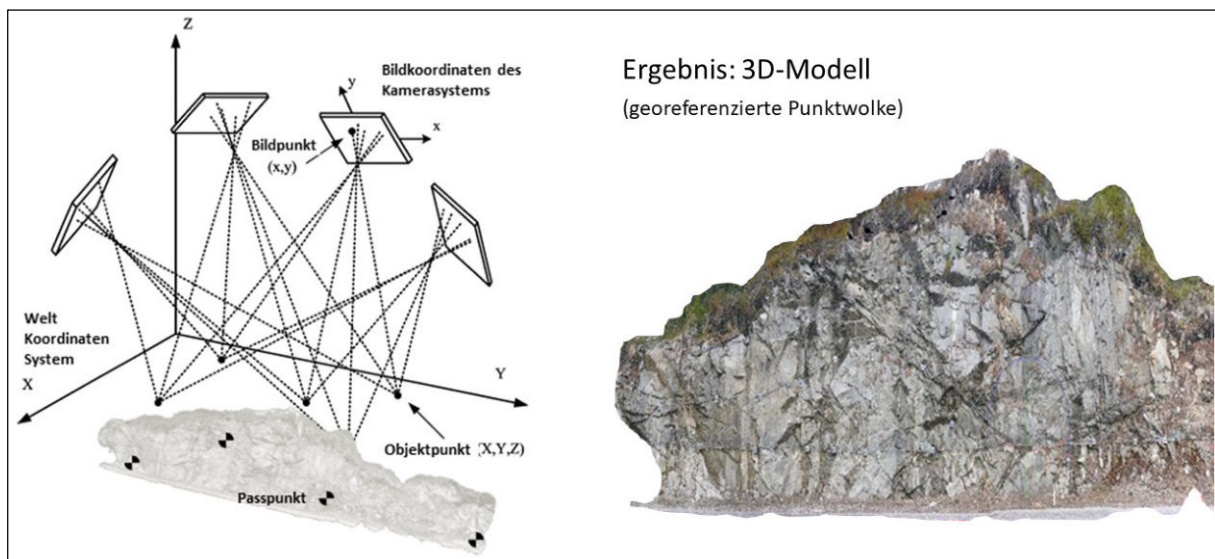 Z
Bildkoordinaten des
Kamerasystems
y
x
Bildpunkt
(x,y)
Welt
Koordinaten
System
X
Y
Objektpunkt (X,Y,Z)
Passpunkt
Ergebnis: 3D-Modell
(georeferenzierte Punktwolke)